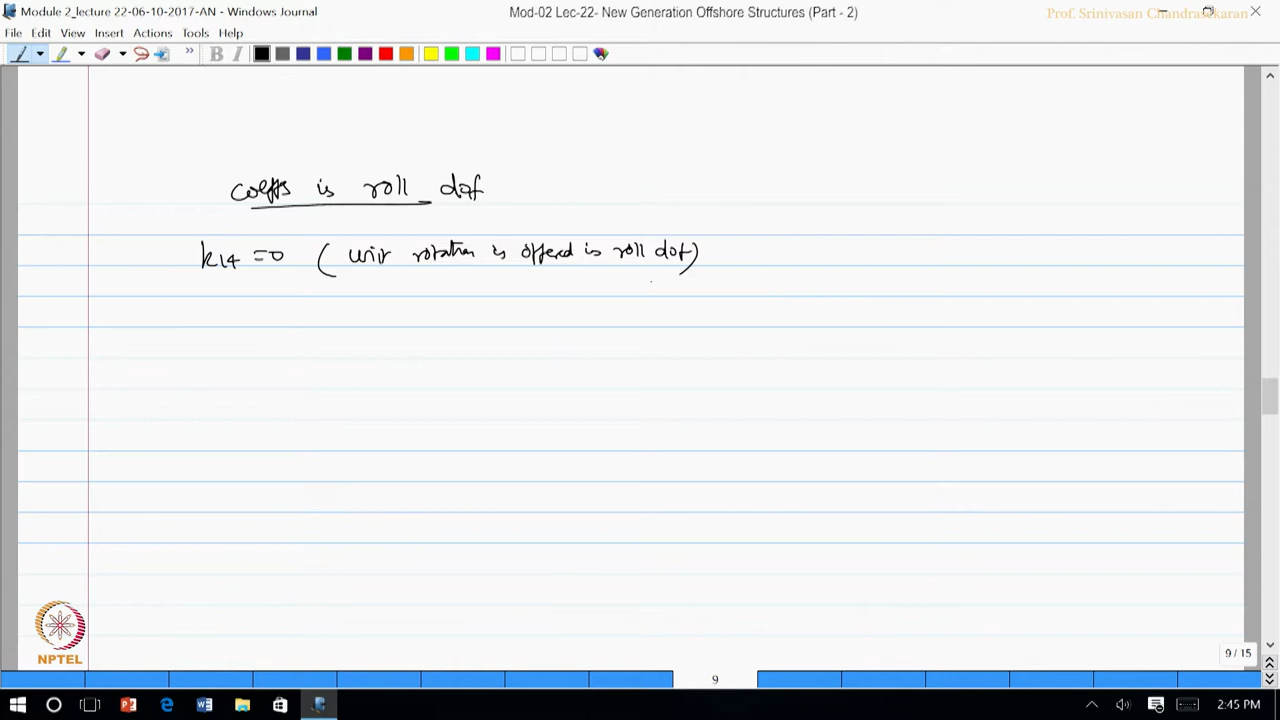 Module 2_lecture 22-06-10-2017-AN - Windows Journal
Mod-02 Lec-22- New Generation Offshore Structures (Part - 2)
Prof. Srinivasan Chandrasekaran
File Edit View Insert Actions Tools Help
coeffs is roll dof
k14 =0 (unit rotation is offered is roll dof)
NPTEL
9 / 15
9
2:45 PM